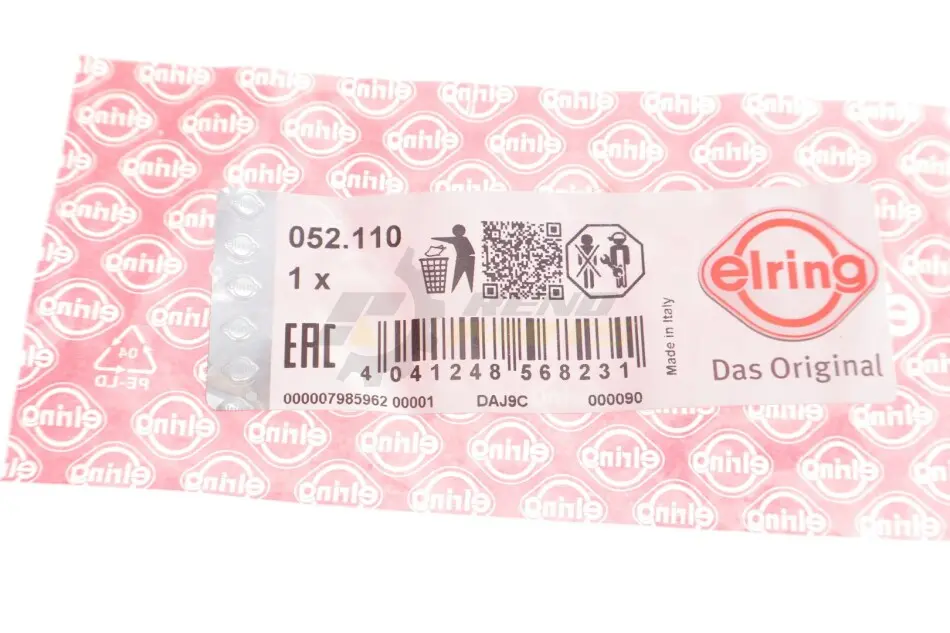 052.110
1 x
EAC
4 041248 568231
000007985962 00001 DAJ9C 000090
Made in Italy
elring
Das Original
04
PE-LD